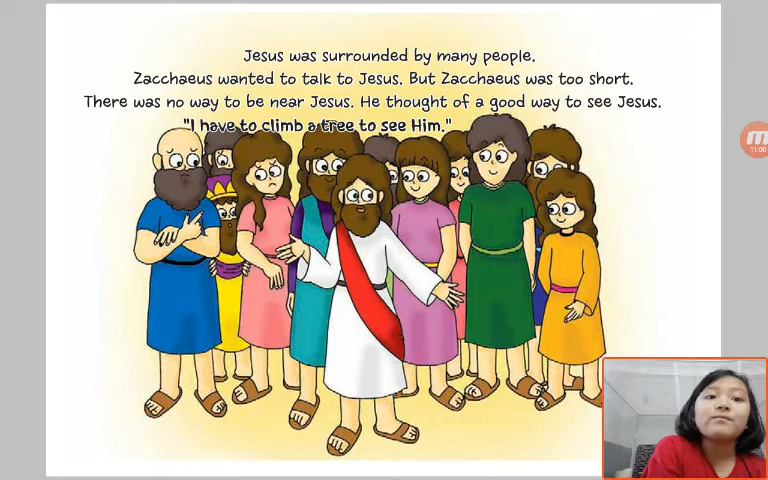 Jesus was surrounded by many people.
Zacchaeus wanted to talk to Jesus. But Zacchaeus was too short.
There was no way to be near Jesus. He thought of a good way to see Jesus.
"I have to climb a tree to see Him."
11:00